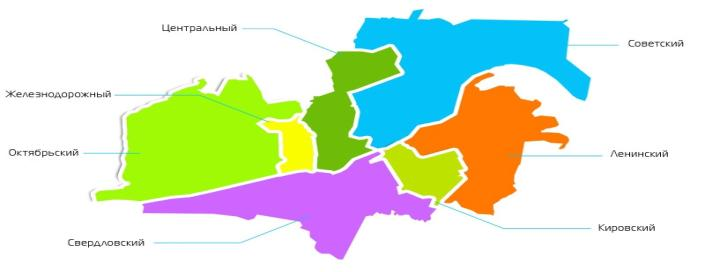 Центральный
Советский
Железнодорожный
Октябрьский
Ленинский
Кировский
Свердловский